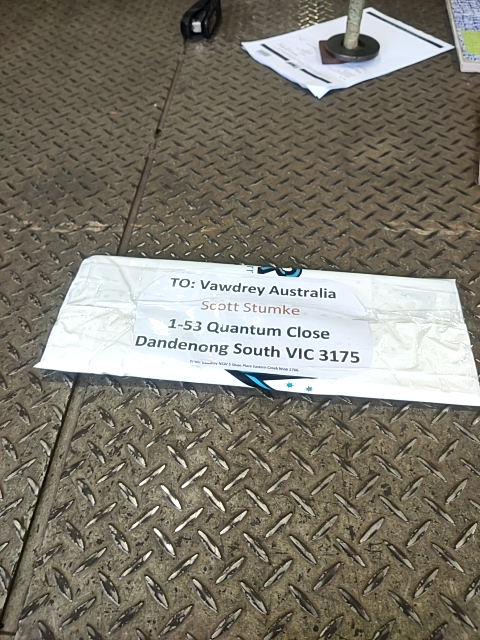 TO: Vawdrey Australia
Scott Stumke
1-53 Quantum Close
Dandenong South VIC 3175